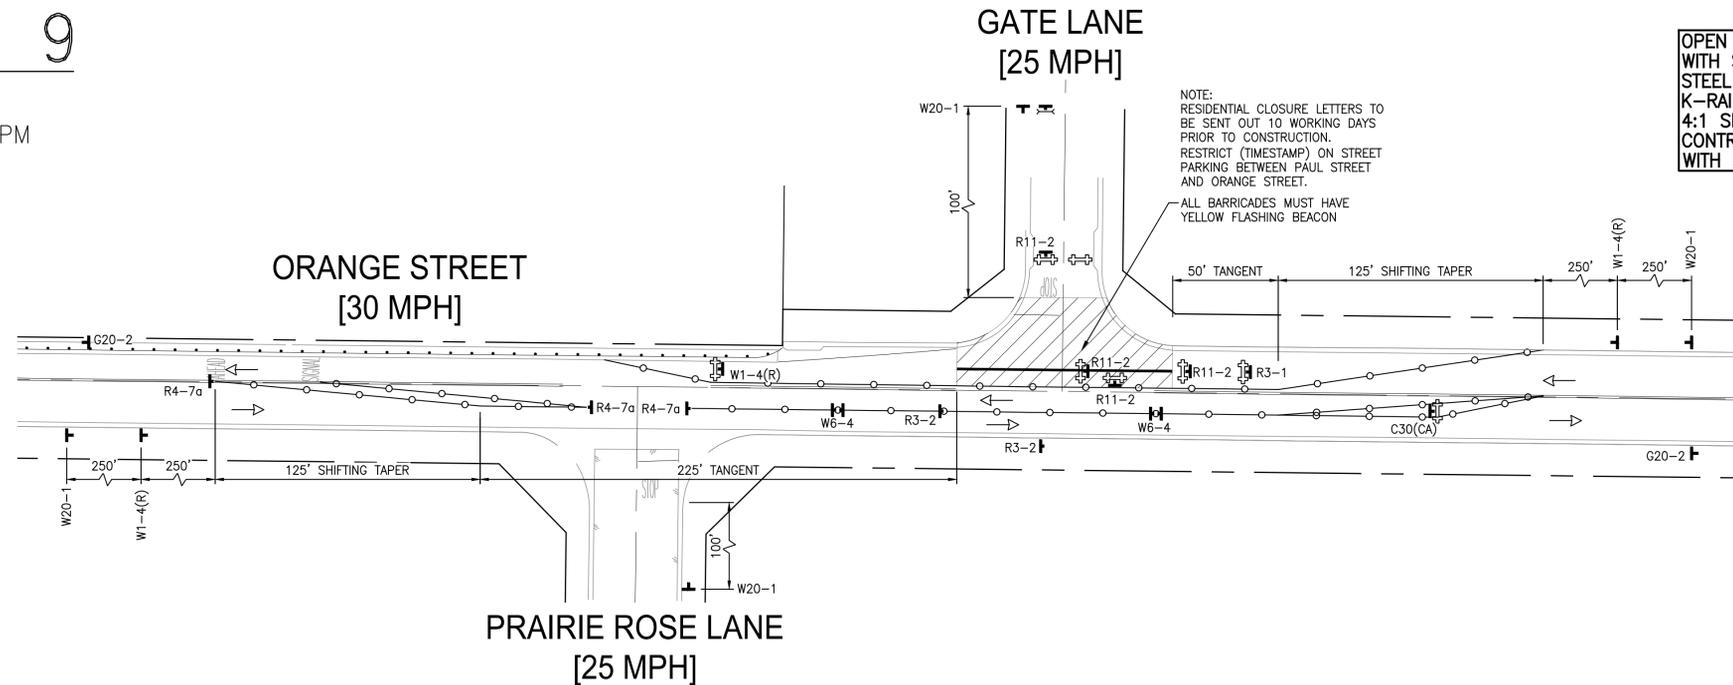 9
PM
GATE LANE
[25 MPH]
OPEN
WITH
STEEL
K-RAI
4:1
CONTR
WITH
NOTE:
RESIDENTIAL CLOSURE LETTERS TO
BE SENT OUT 10 WORKING DAYS
PRIOR TO CONSTRUCTION.
RESTRICT (TIMESTAMP) ON STREET
PARKING BETWEEN PAUL STREET
AND ORANGE STREET.
ALL BARRICADES MUST HAVE
YELLOW FLASHING BEACON
W20-1
100'
R11-2
STOP
ORANGE STREET
[30 MPH]
50' TANGENT
125' SHIFTING TAPER
250'
W1-4(R)
250'
W20-1
G20-2
AHEAD
SIGNAL
R4-7a
W1-4(R)
R11-2
R11-2
R3-1
R11-2
R4-7a
R4-7a
W6-4
R3-2
W6-4
C30(CA)
R3-2
G20-2
250'
250'
125' SHIFTING TAPER
225' TANGENT
W20-1
W1-4(R)
STOP
100'
W20-1
PRAIRIE ROSE LANE
[25 MPH]